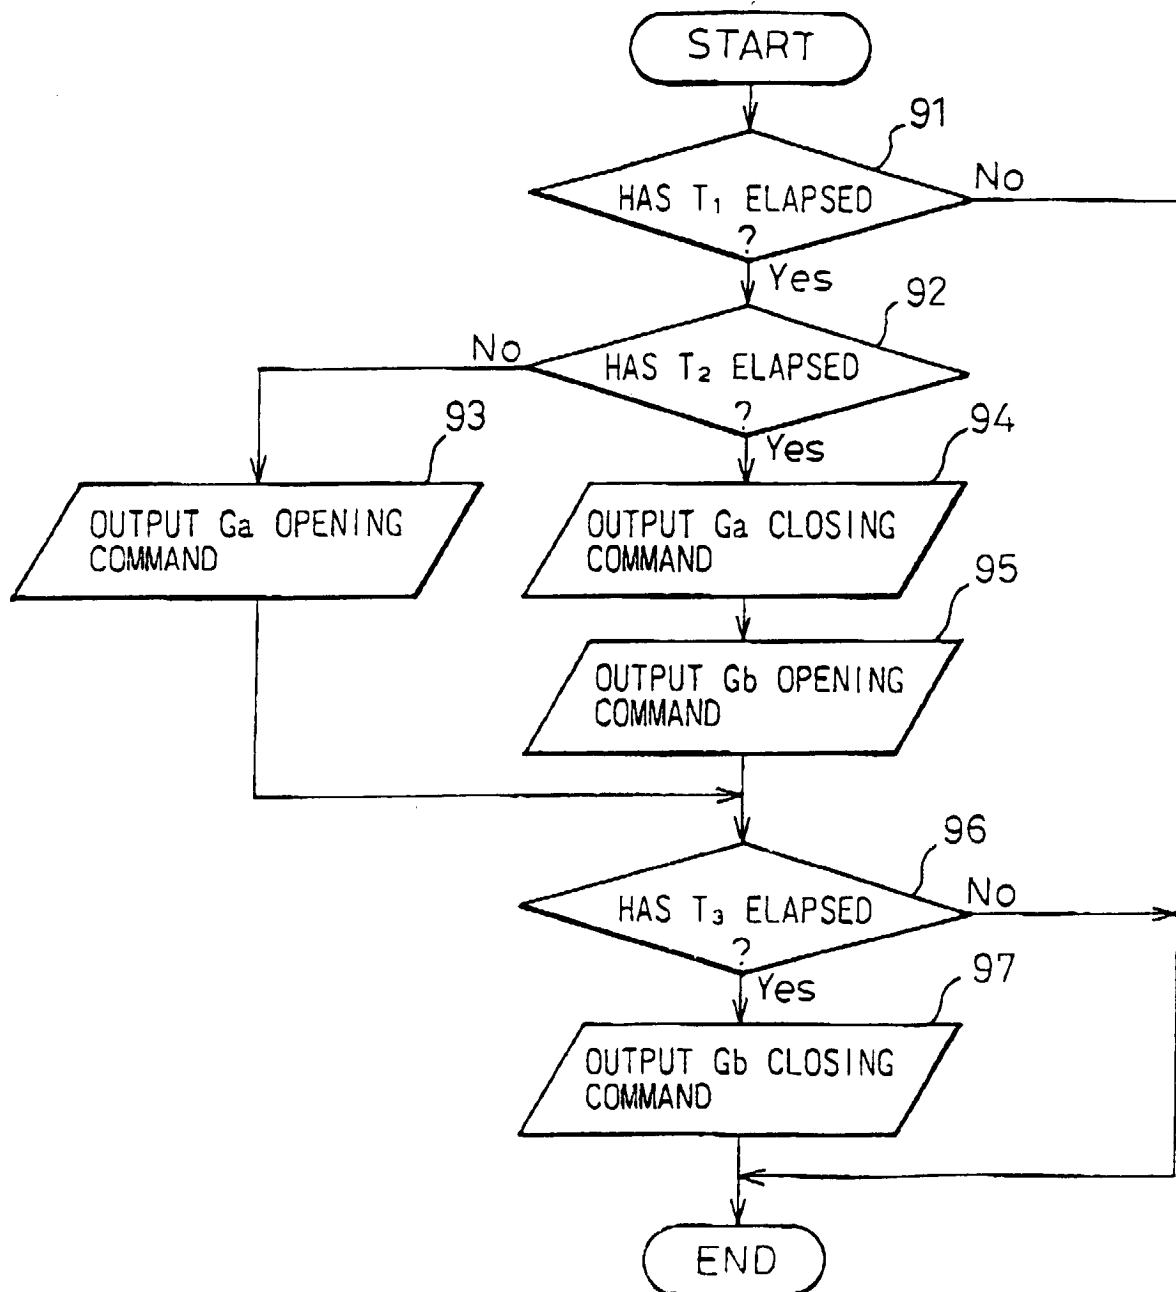 START
91
HAS T₁ ELAPSED
?
No
Yes
92
HAS T₂ ELAPSED
?
No
Yes
93
OUTPUT Ga OPENING
COMMAND
94
OUTPUT Ga CLOSING
COMMAND
95
OUTPUT Gb OPENING
COMMAND
96
HAS T₃ ELAPSED
?
No
Yes
97
OUTPUT Gb CLOSING
COMMAND
END